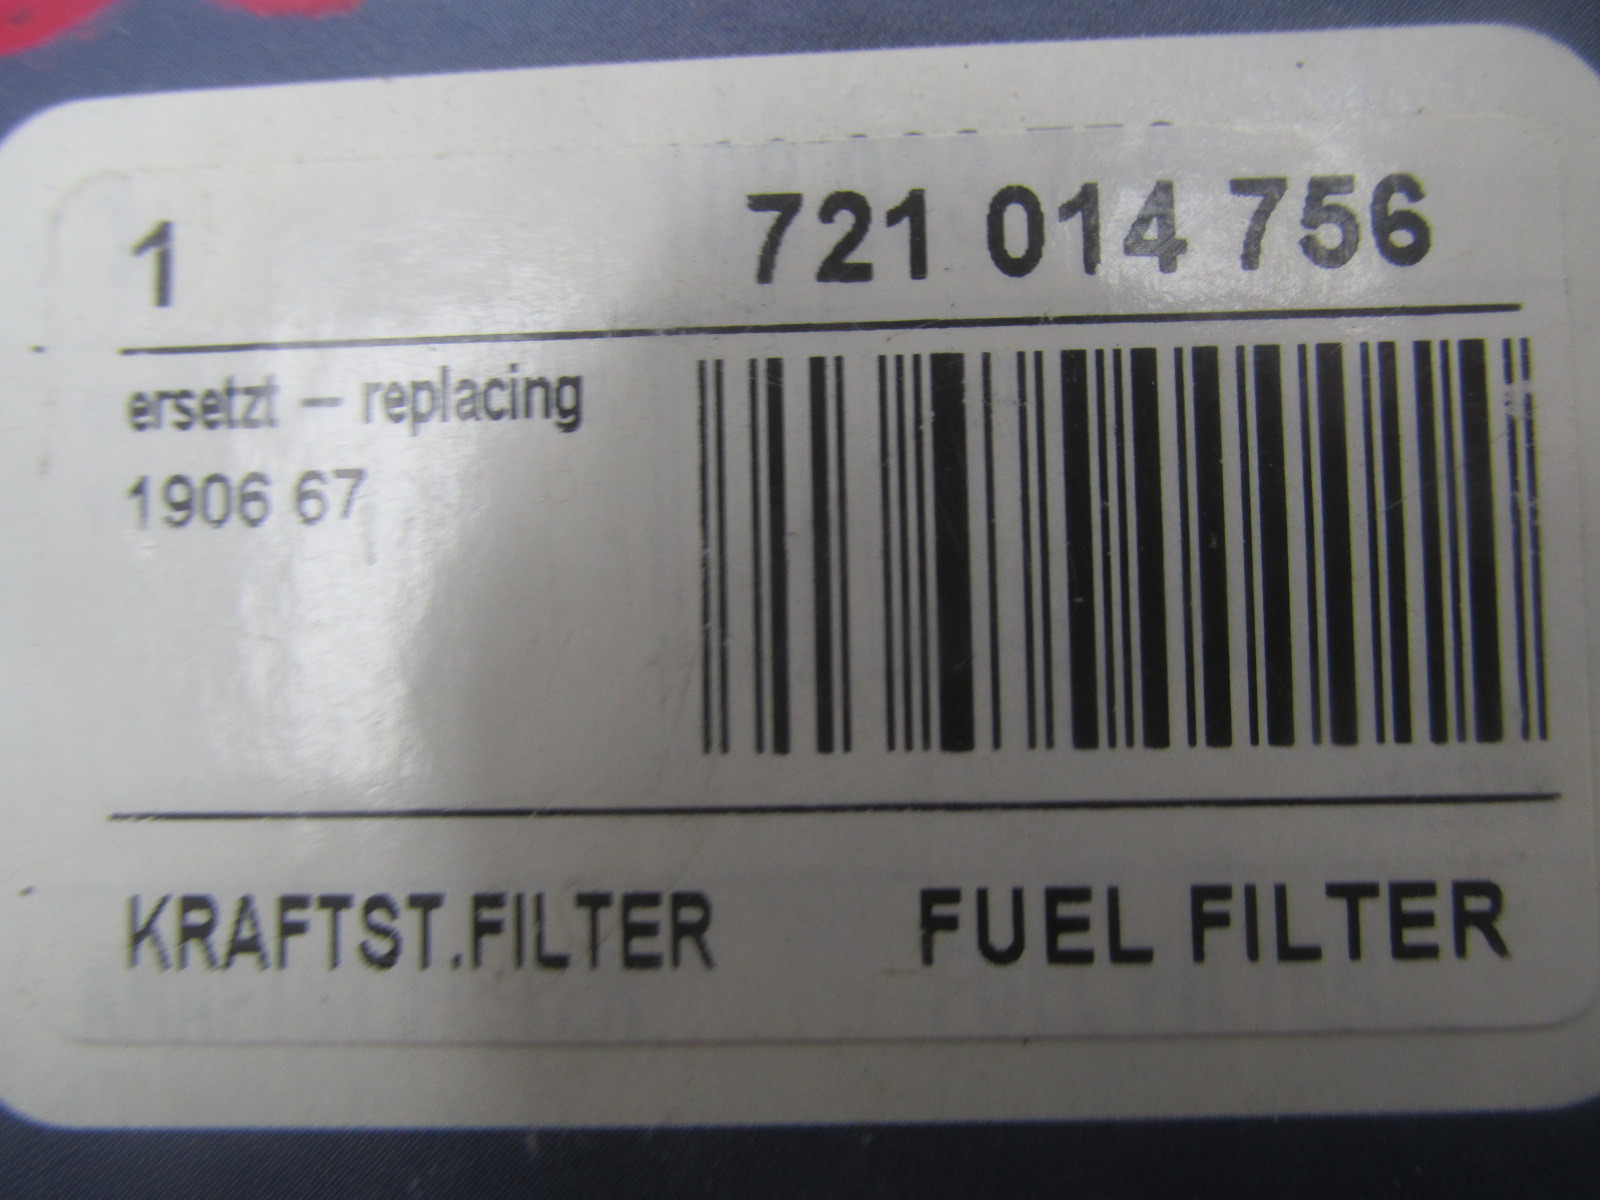 1 721 014 756
ersetzt – replacing
1906 67
KRAFTST.FILTER FUEL FILTER